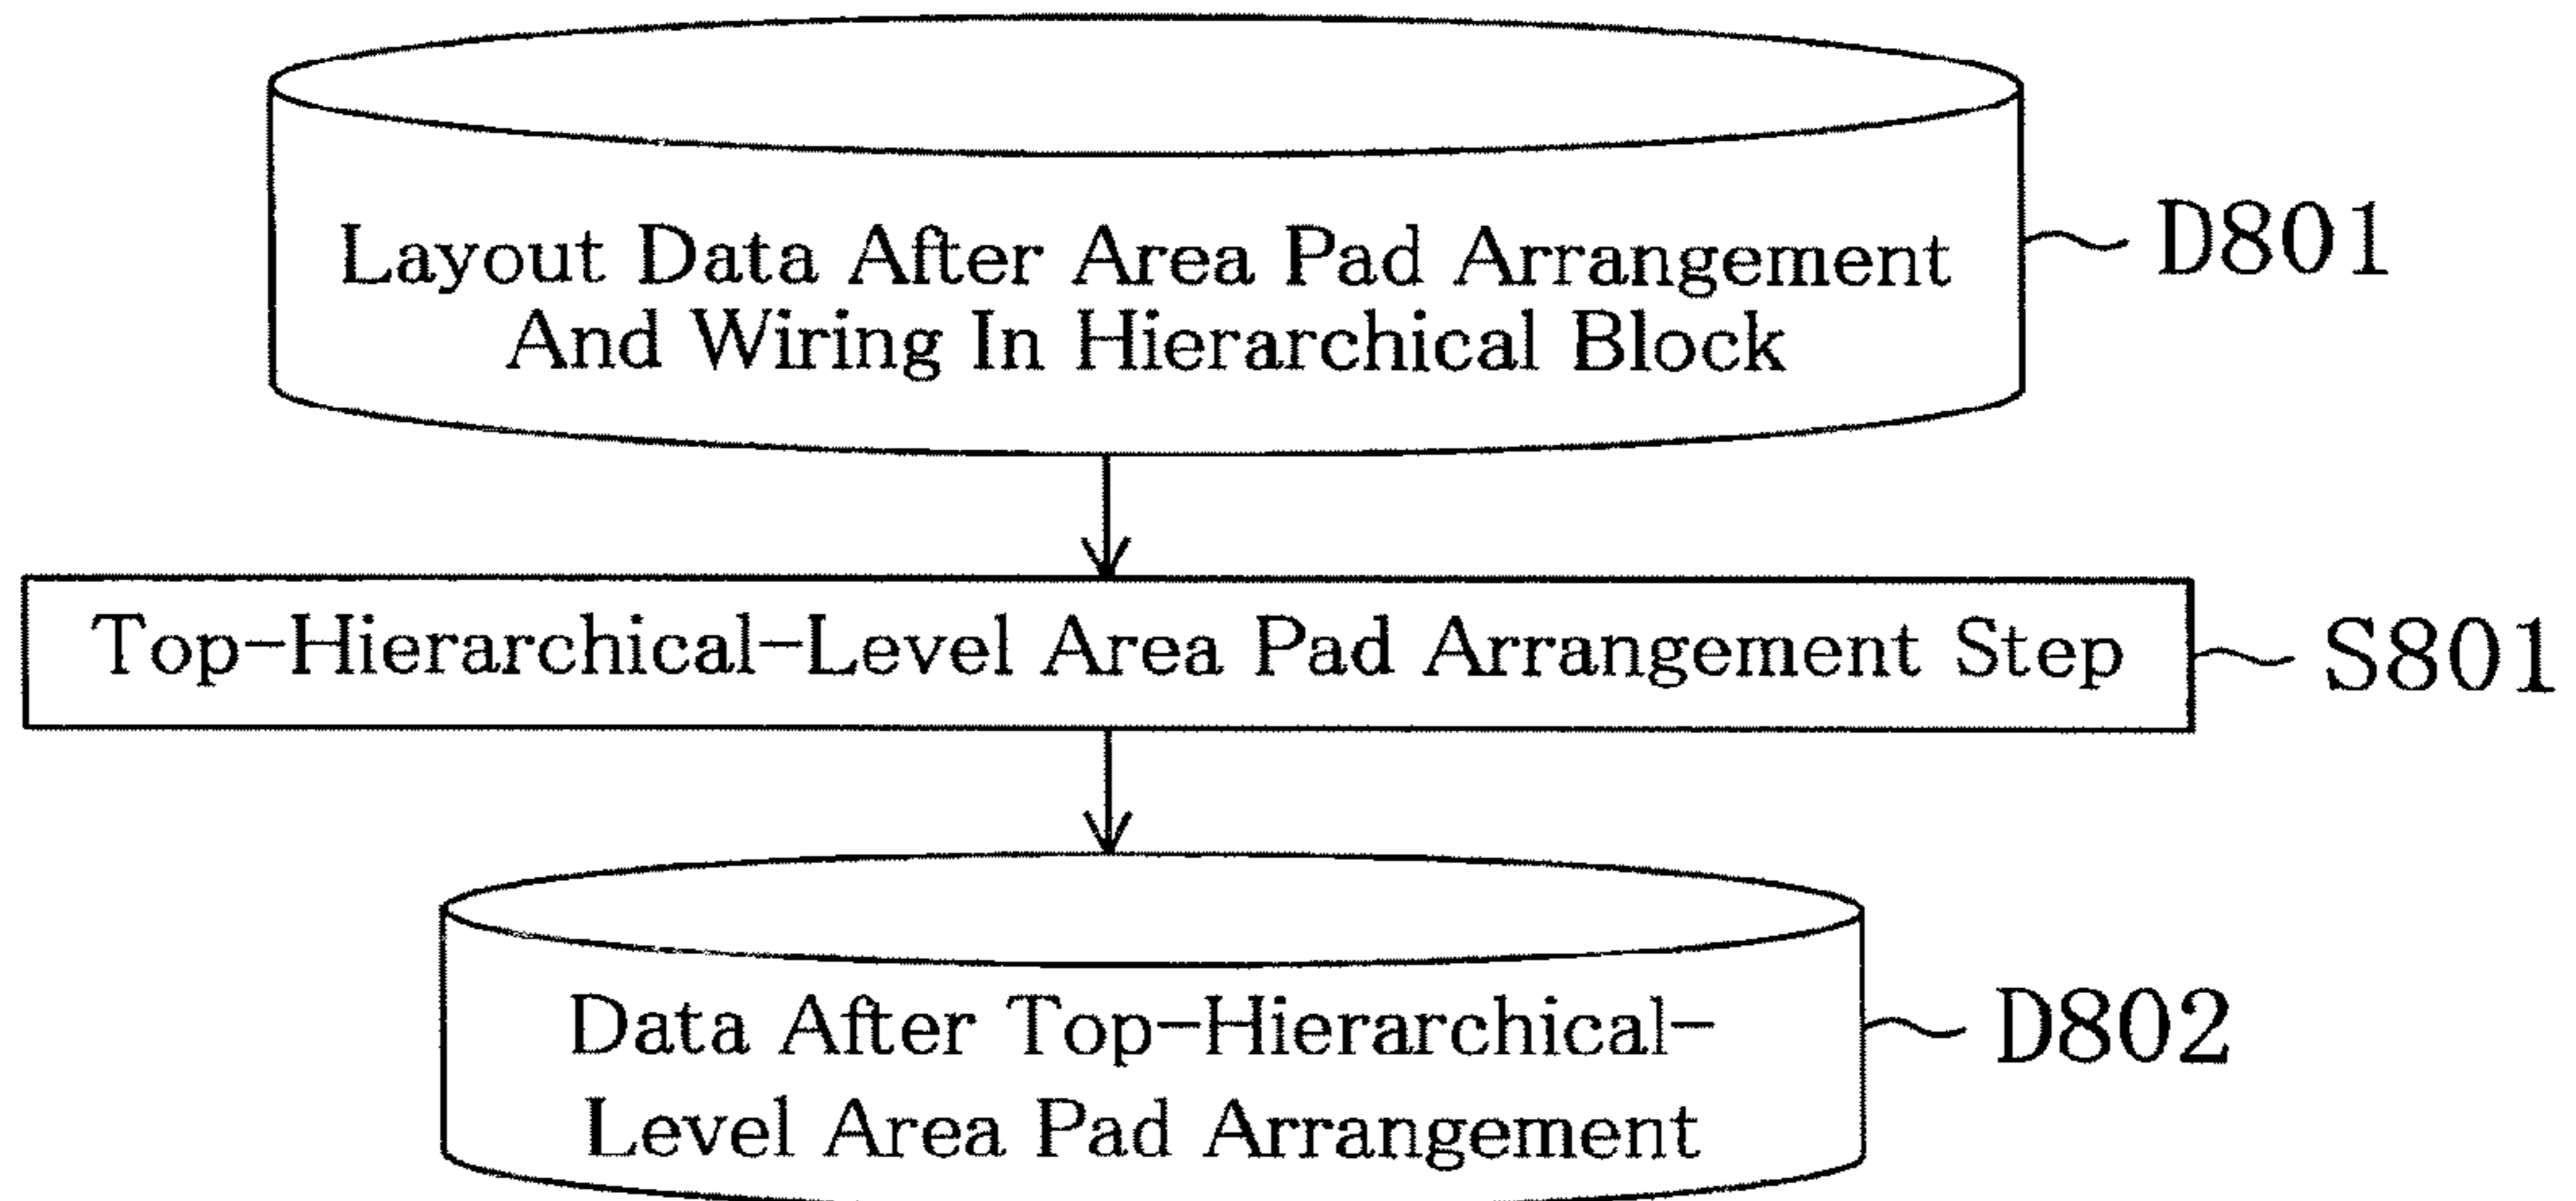 Layout Data After Area Pad Arrangement
And Wiring In Hierarchical Block
D801
Top-Hierarchical-Level Area Pad Arrangement Step
S801
Data After Top-Hierarchical-
Level Area Pad Arrangement
D802